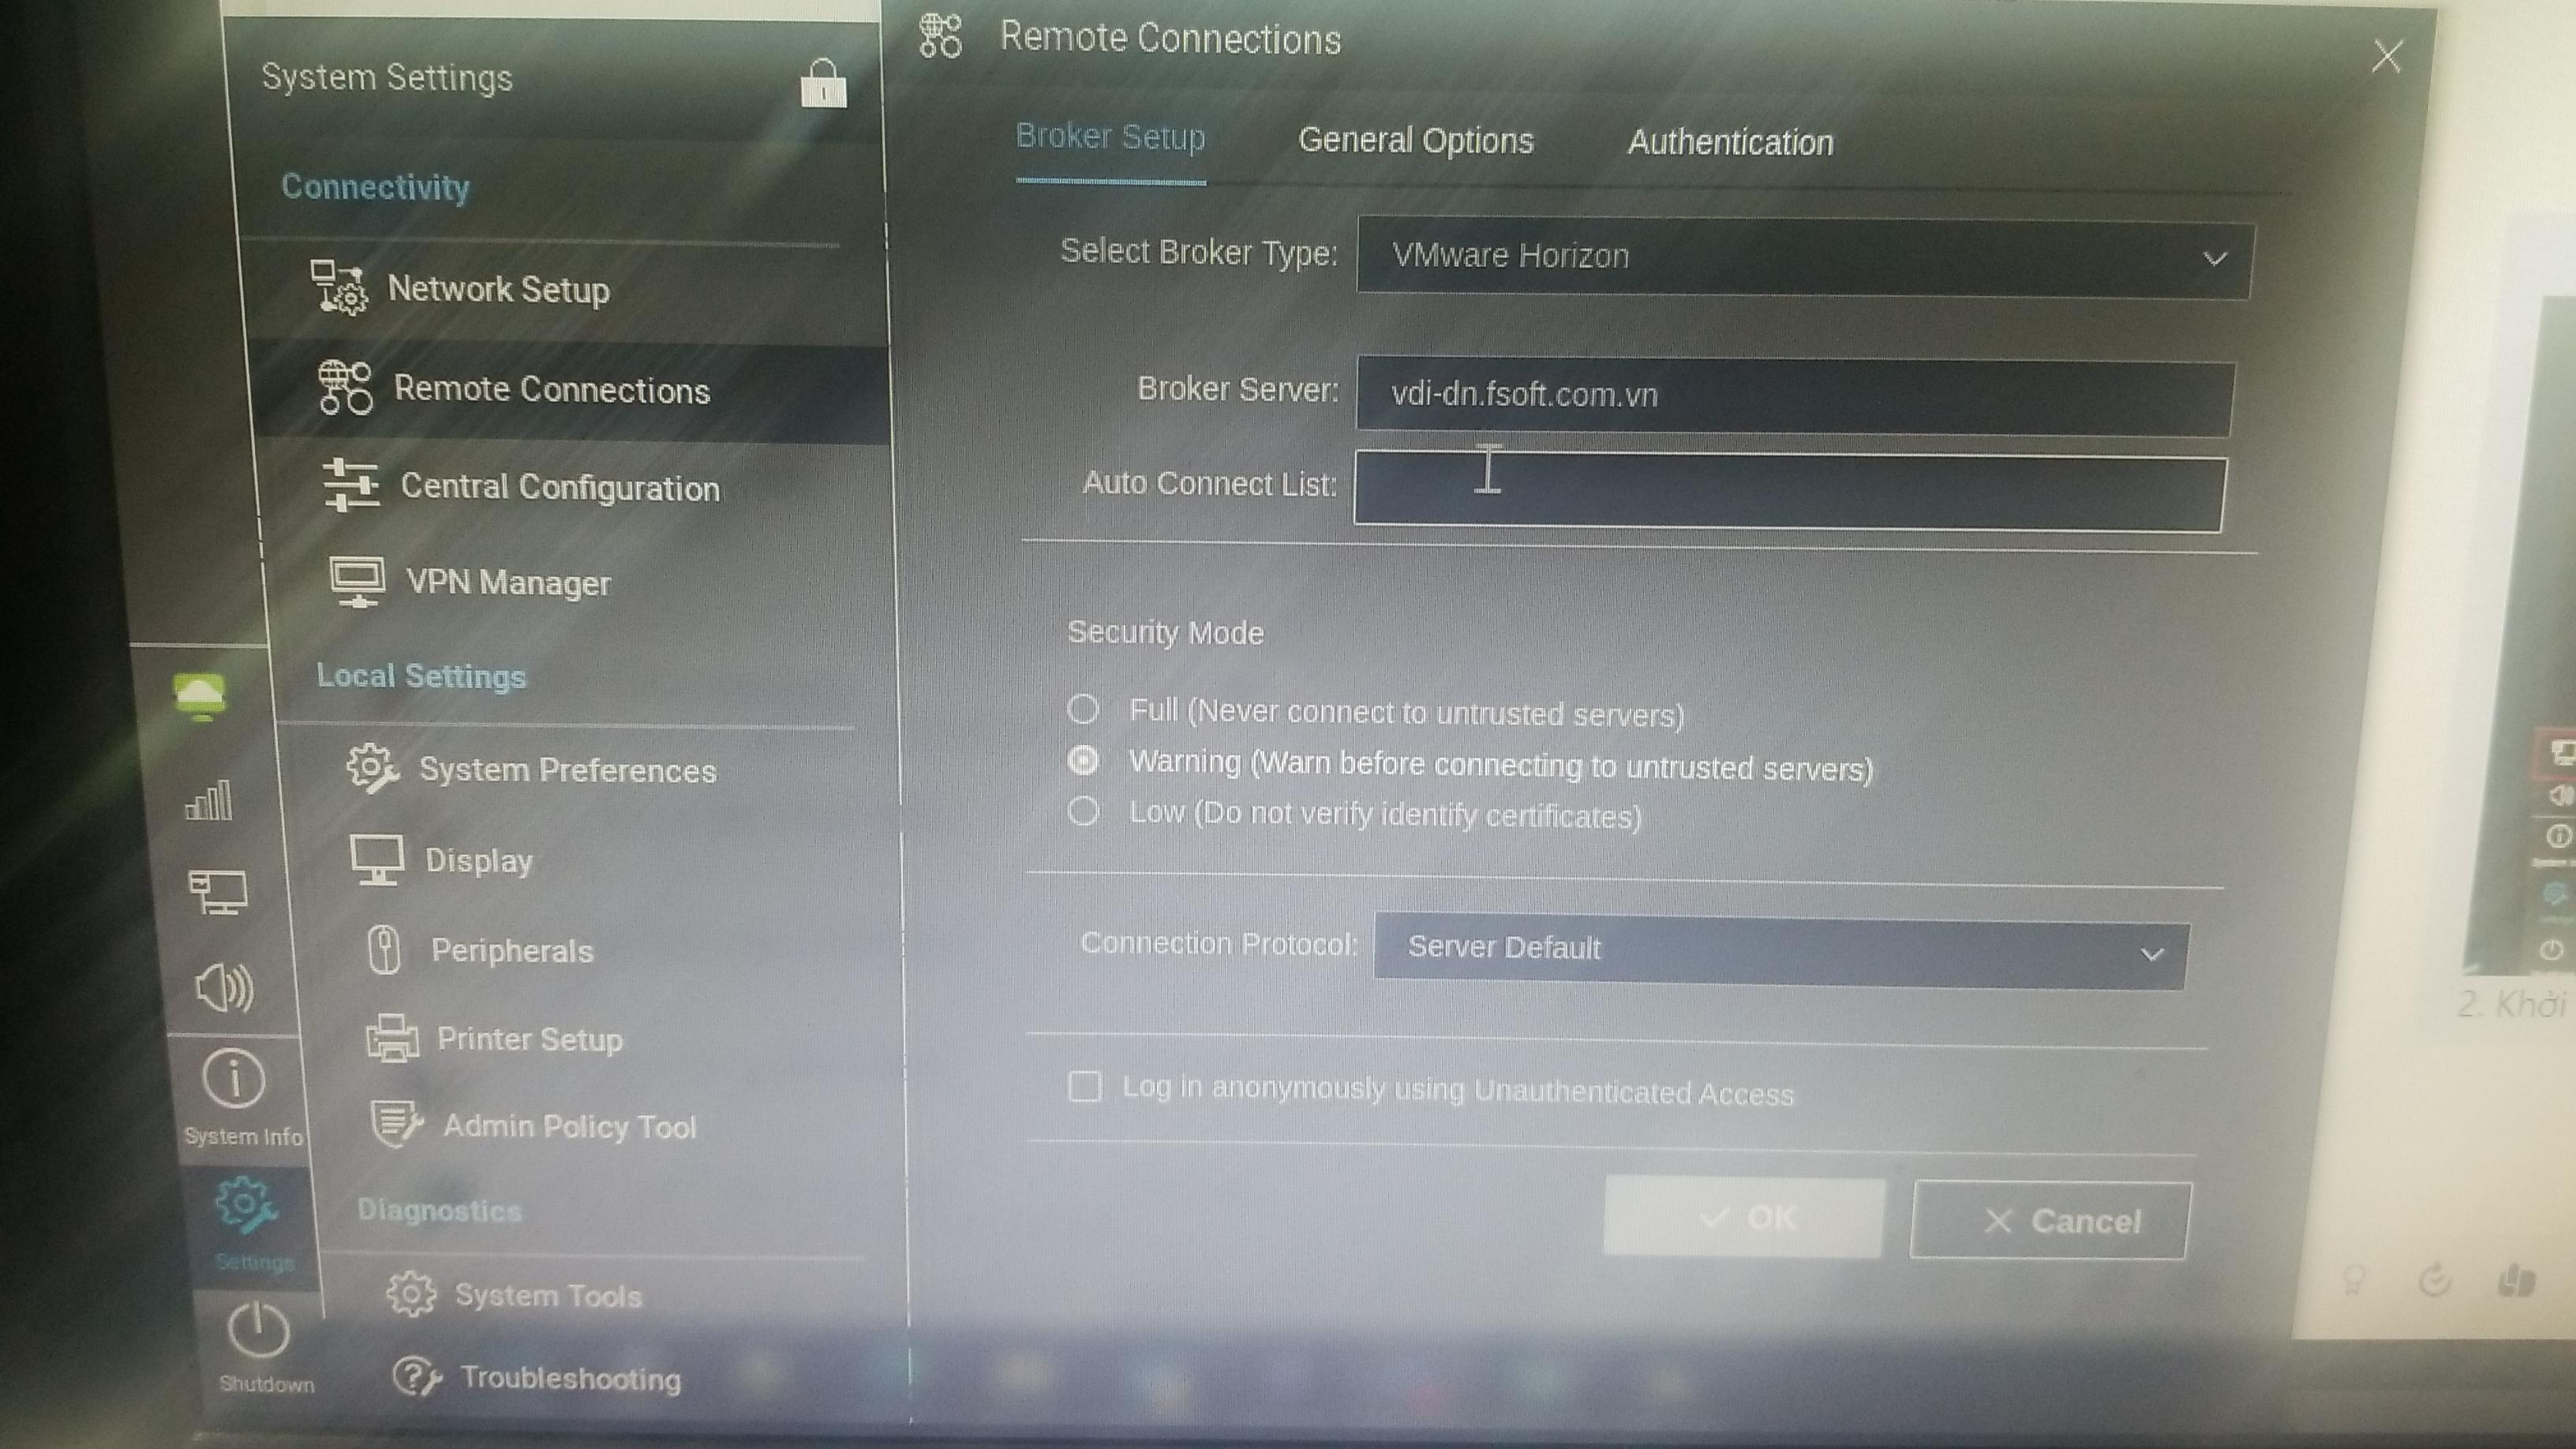 System Settings
Connectivity
Network Setup
Remote Connections
Central Configuration
VPN Manager
Local Settings
System Preferences
Display
Peripherals
Printer Setup
Admin Policy Tool
Diagnostics
System Tools
Troubleshooting
System Info
Settings
Shutdown
Remote Connections
Broker Setup
General Options
Authentication
Select Broker Type: VMware Horizon
Broker Server: vdi-dn.fsoft.com.vn
Auto Connect List:
Security Mode
Full (Never connect to untrusted servers)
Warning (Warn before connecting to untrusted servers)
Low (Do not verify identify certificates)
Connection Protocol: Server Default
Log in anonymously using Unauthenticated Access
OK
Cancel
2. Khởi